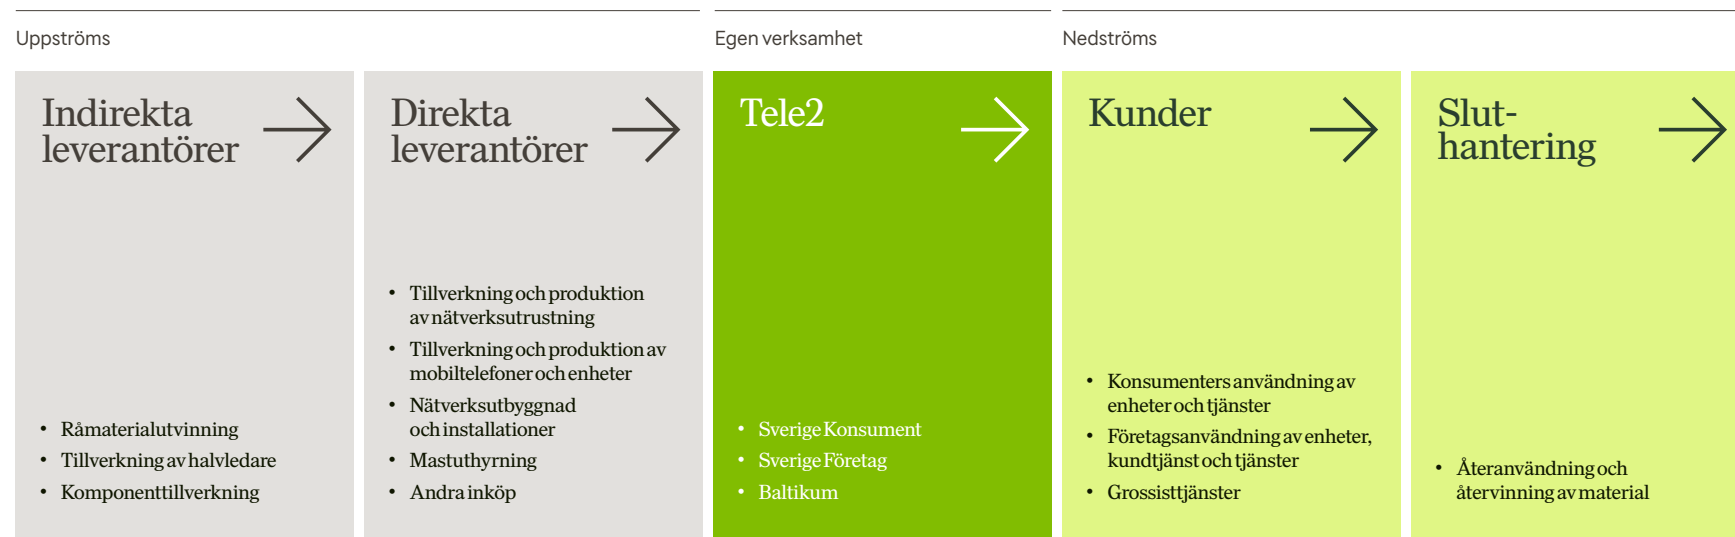 Uppströms
Egen verksamhet
Nedströms
Indirekta
leverantörer
• Råmaterialutvinning
• Tillverkning av halvledare
• Komponenttillverkning
Direkta
leverantörer
• Tillverkning och produktion
av nätverksutrustning
• Tillverkning och produktion av
mobiltelefoner och enheter
• Nätverksutbyggnad
och installationer
• Mastuthyrning
• Andra inköp
Tele2
• Sverige Konsument
• Sverige Företag
• Baltikum
Kunder
• Konsumenters användning av
enheter och tjänster
• Företagsanvändning av enheter,
kundtjänst och tjänster
• Grossisttjänster
Slut-
hantering
• Återanvändning och
återvinning av material